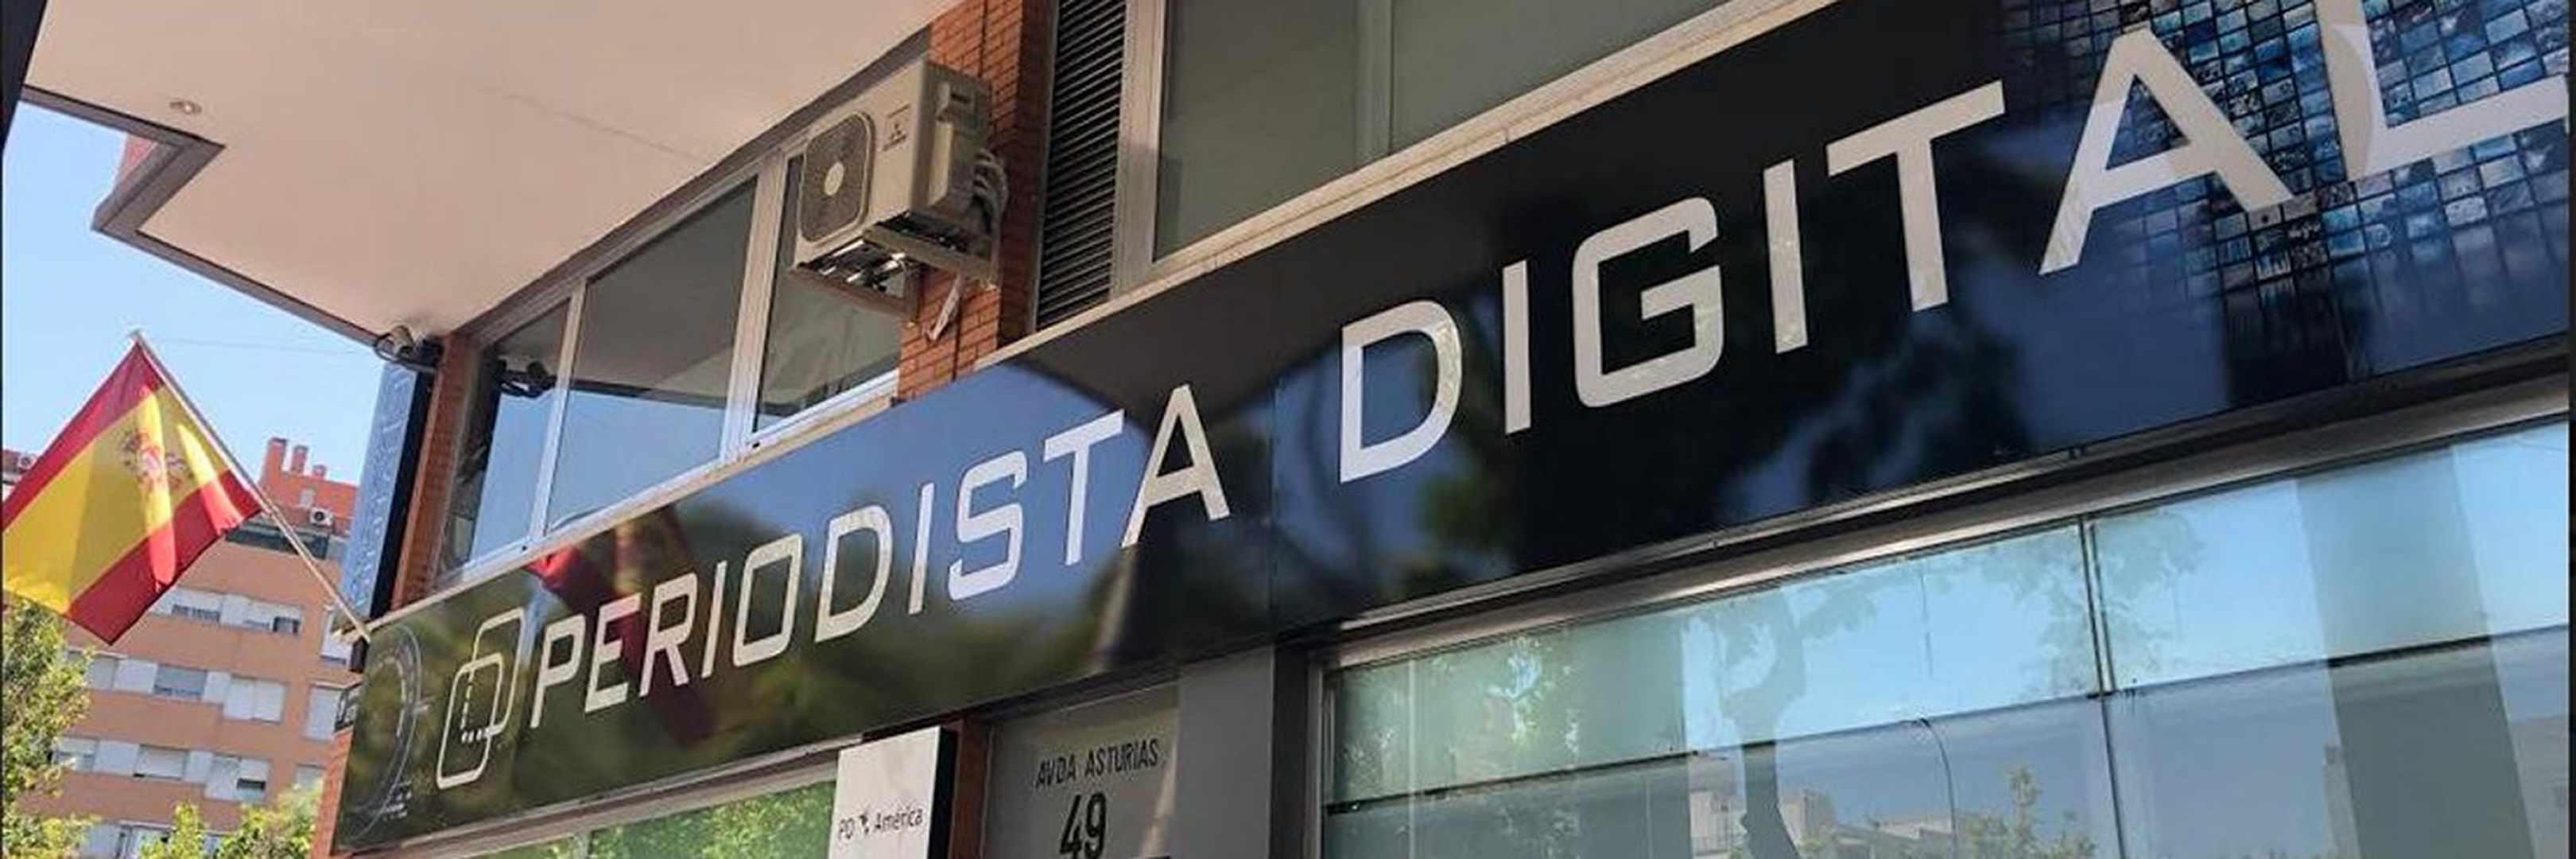 PERIODISTA DIGITAL
PD América
AVDA ASTURIAS
49